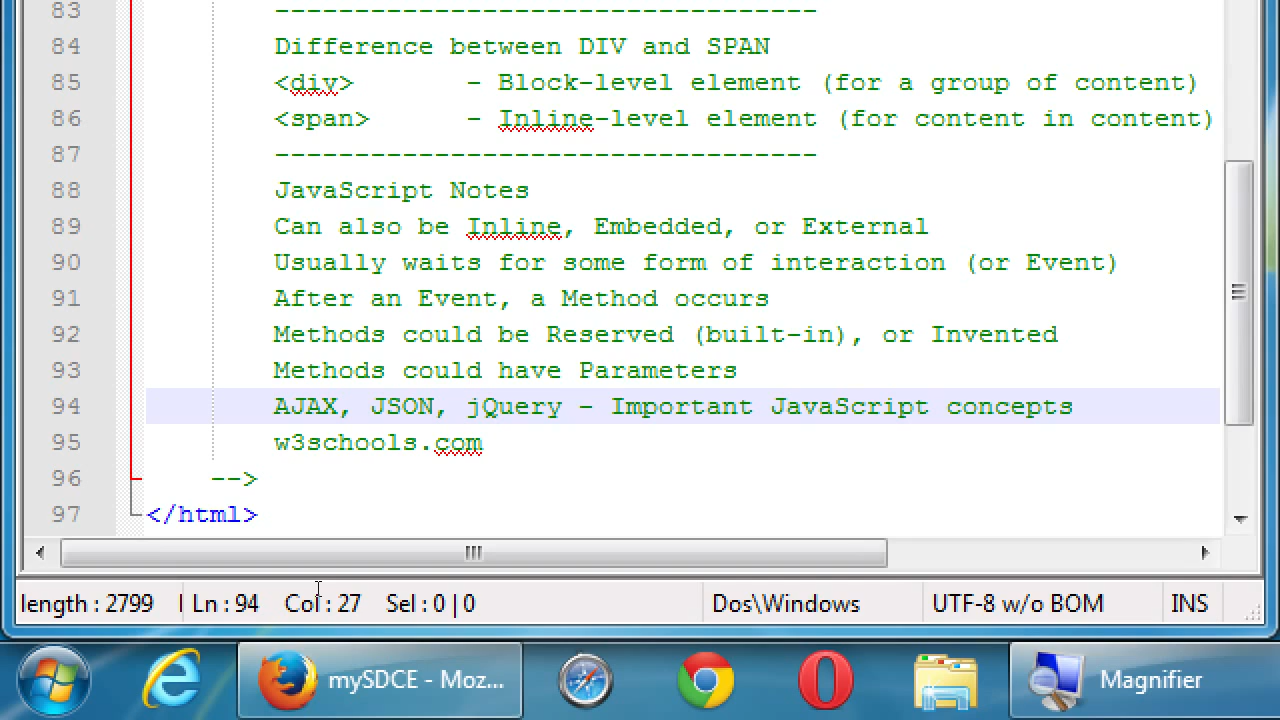 83 ----------------------------------
84 Difference between DIV and SPAN
85 <div> - Block-level element (for a group of content)
86 <span> - Inline-level element (for content in content)
87 ----------------------------------
88 JavaScript Notes
89 Can also be Inline, Embedded, or External
90 Usually waits for some form of interaction (or Event)
91 After an Event, a Method occurs
92 Methods could be Reserved (built-in), or Invented
93 Methods could have Parameters
94 AJAX, JSON, jQuery - Important JavaScript concepts
95 w3schools.com
96 -->
97 </html>
length : 2799 Ln : 94 Col : 27 Sel : 0 | 0 Dos\Windows UTF-8 w/o BOM INS
mySDCE - Moz... Magnifier